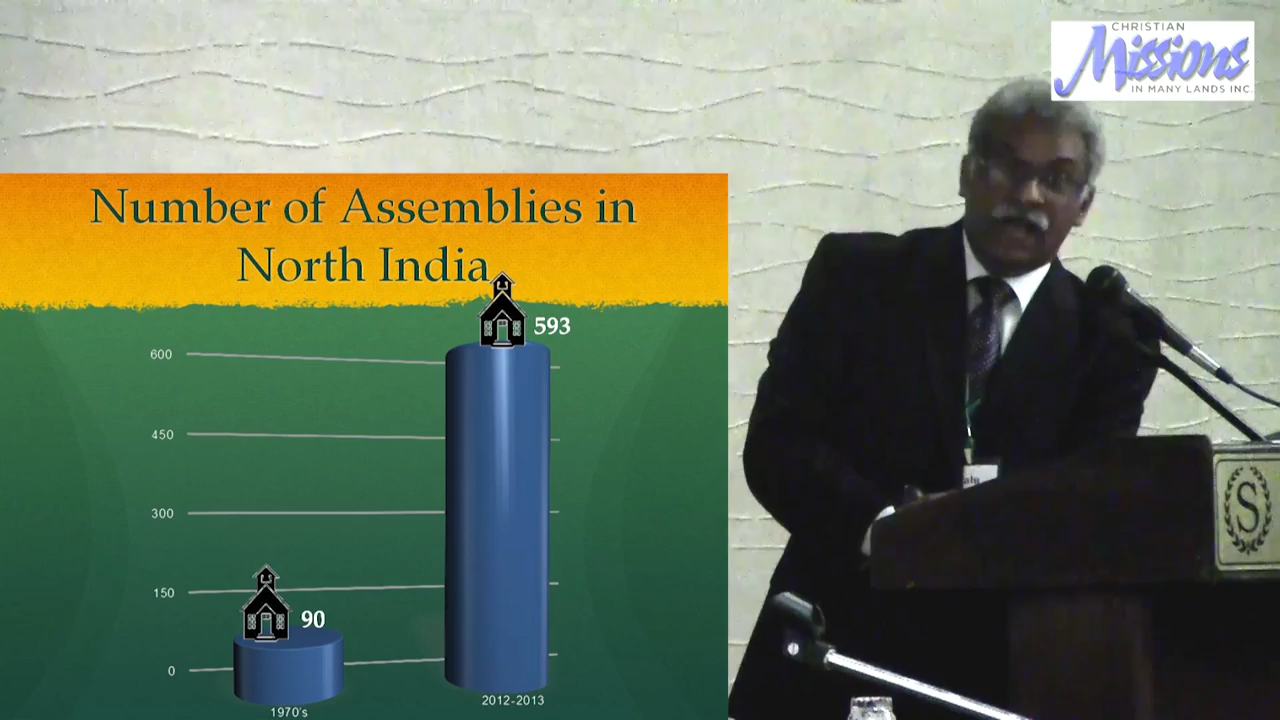 CHRISTIAN
Missions
IN MANY LANDS INC.
Number of Assemblies in
North India
593
600
450
300
150
90
0
1970's
2012-2013
S